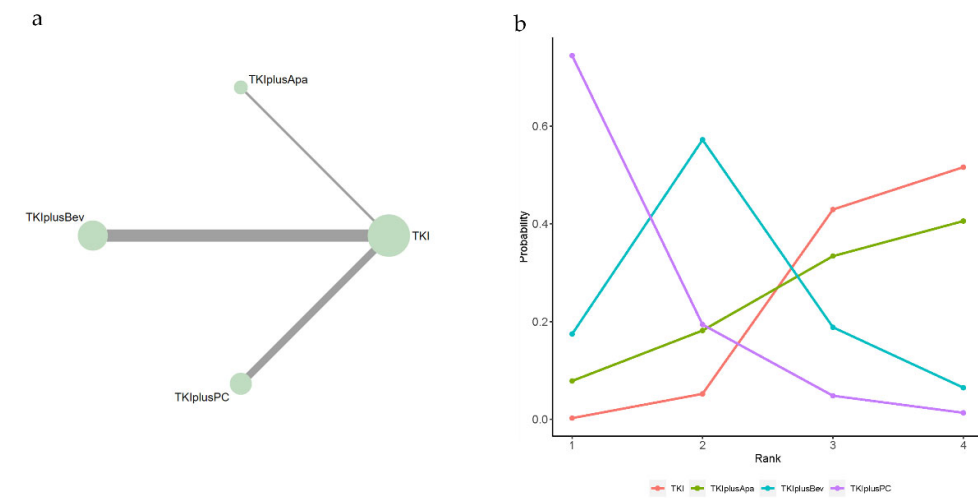 a
TKIplusApa
TKIplusBev
TKI
TKIplusPC
b
Probability
0.6
0.4
0.2
0.0
1 2 3 4
Rank
TKI TKIplusApa TKIplusBev TKIplusPC